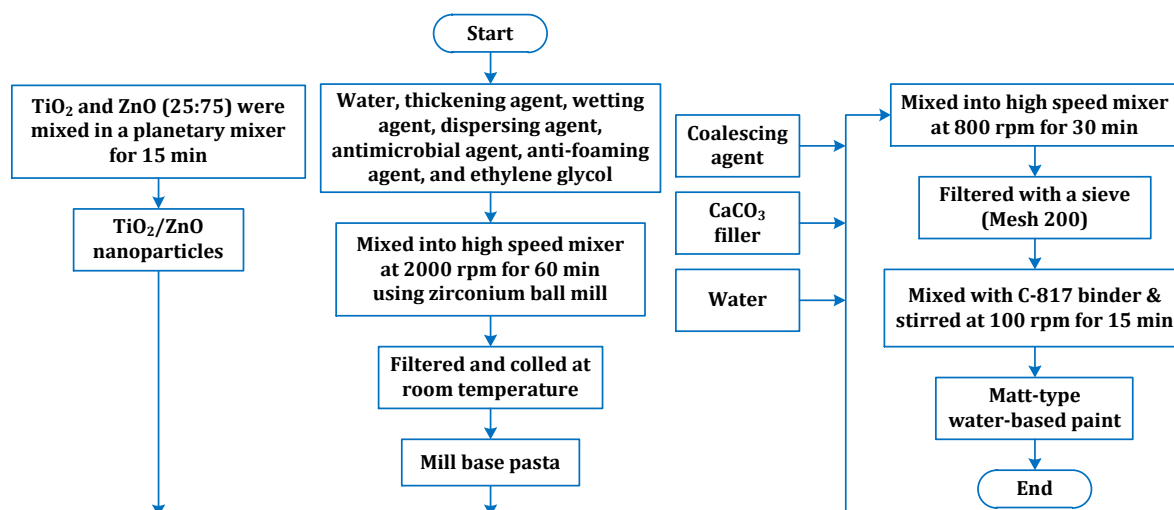 Start
TiO₂ and ZnO (25:75) were
mixed in a planetary mixer
for 15 min
TiO₂/ZnO
nanoparticles
Water, thickening agent, wetting
agent, dispersing agent,
antimicrobial agent, anti-foaming
agent, and ethylene glycol
Mixed into high speed mixer
at 2000 rpm for 60 min
using zirconium ball mill
Filtered and colled at
room temperature
Mill base pasta
Coalescing
agent
CaCO₃
filler
Water
Mixed into high speed mixer
at 800 rpm for 30 min
Filtered with a sieve
(Mesh 200)
Mixed with C-817 binder &
stirred at 100 rpm for 15 min
Matt-type
water-based paint
End